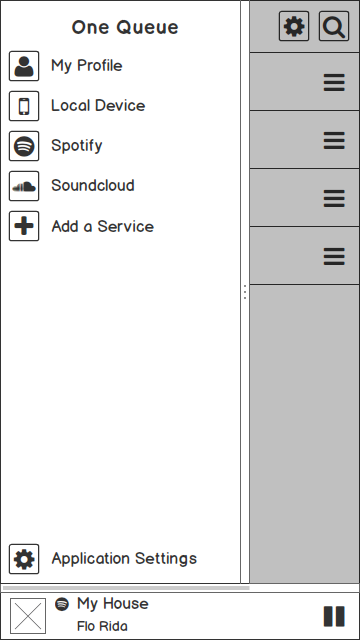 One Queue
My Profile
Local Device
Spotify
Soundcloud
Add a Service
Application Settings
My House
Flo Rida